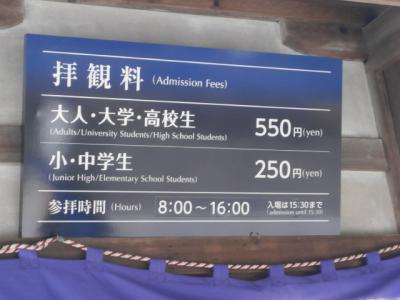 拝観料 (Admission Fees)
大人・大学・高校生 550円(yen)
(Adults/University Students/High School Students)
小・中学生 250円(yen)
(Junior High/Elementary School Students)
参拝時間 (Hours) 8:00～16:00 入場は15:30まで
(admission until 15:30)